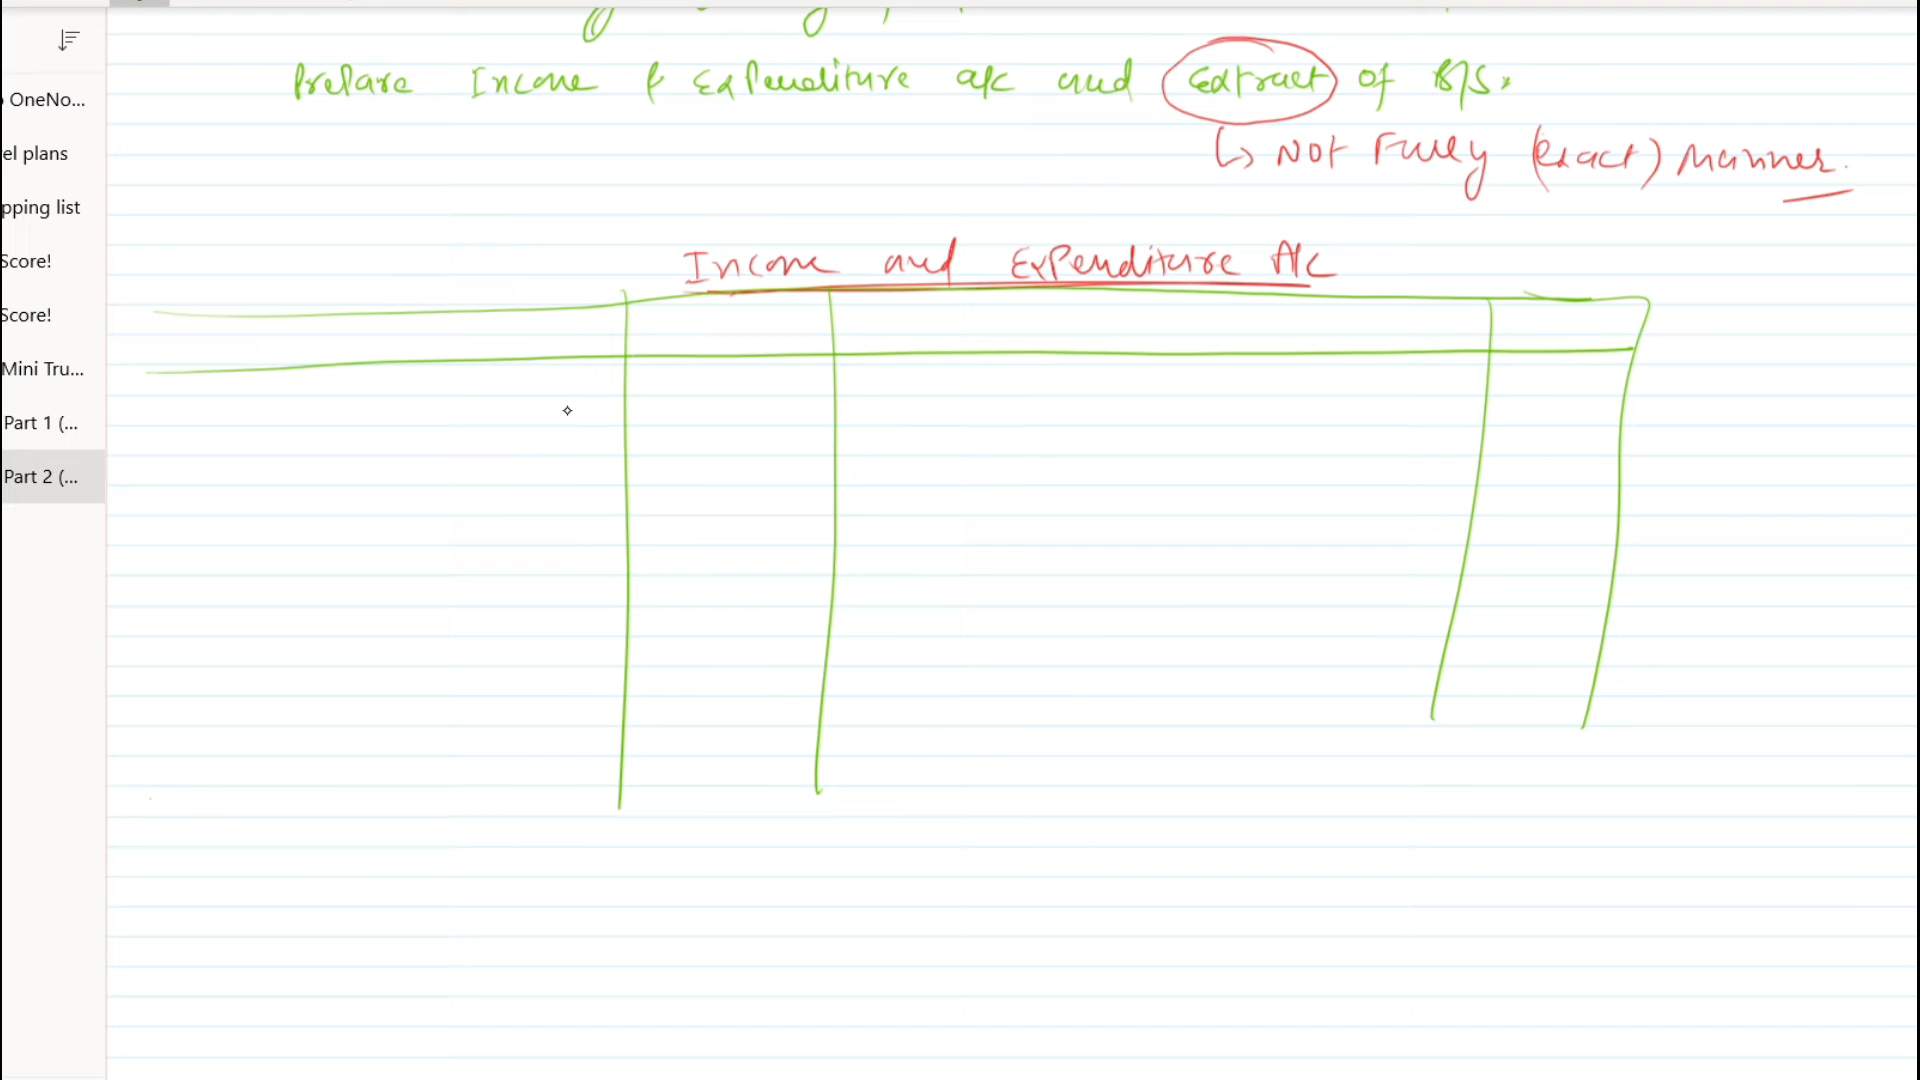 Prepare Income & Expenditure a/c and extract of B/S.
↳ Not Fully (exact) Manner.
Income and Expenditure A/c
OneNo...
el plans
pping list
Score!
Score!
Mini Tru...
Part 1 (...
Part 2 (...